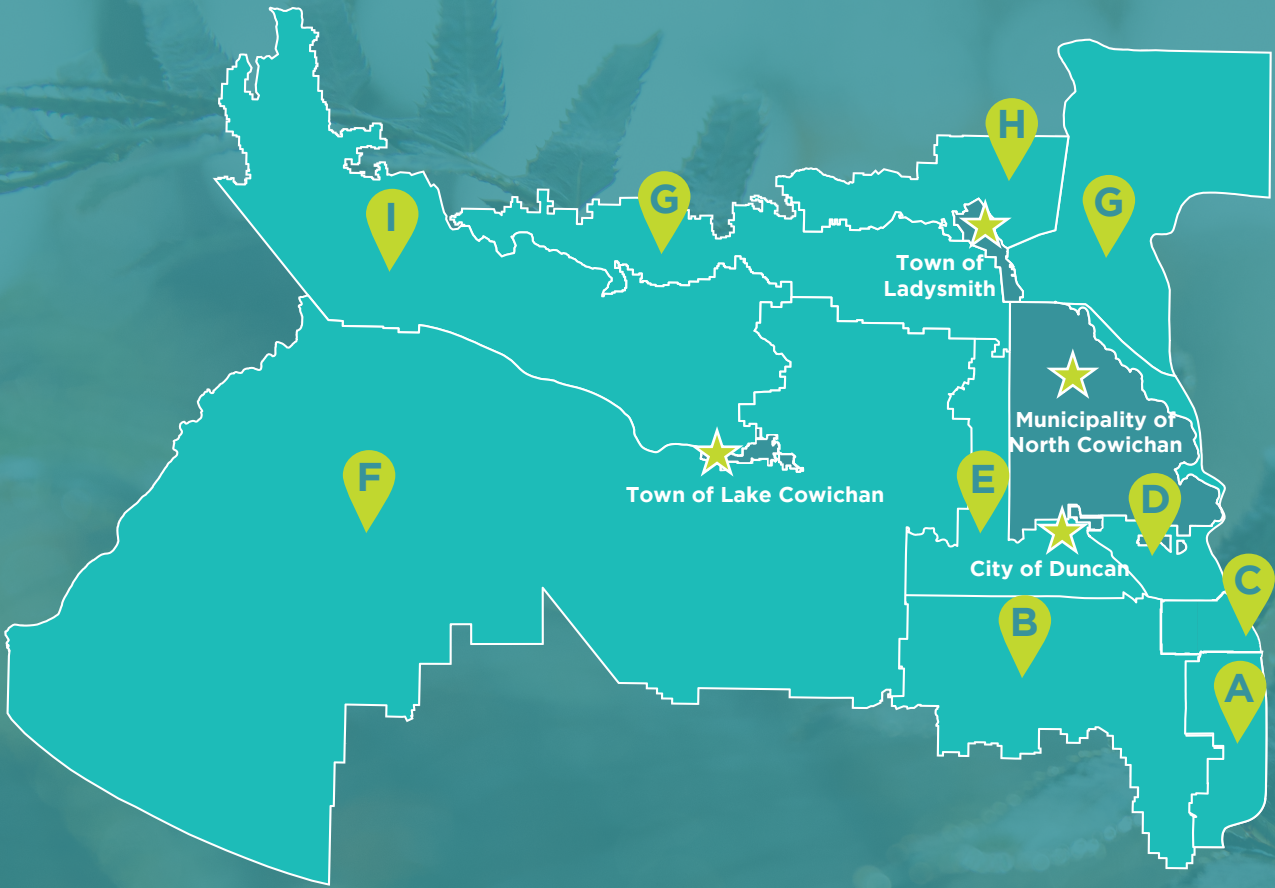 H
G
G
I
Town of
Ladysmith
Municipality of
North Cowichan
F
E
Town of Lake Cowichan
D
City of Duncan
C
B
A